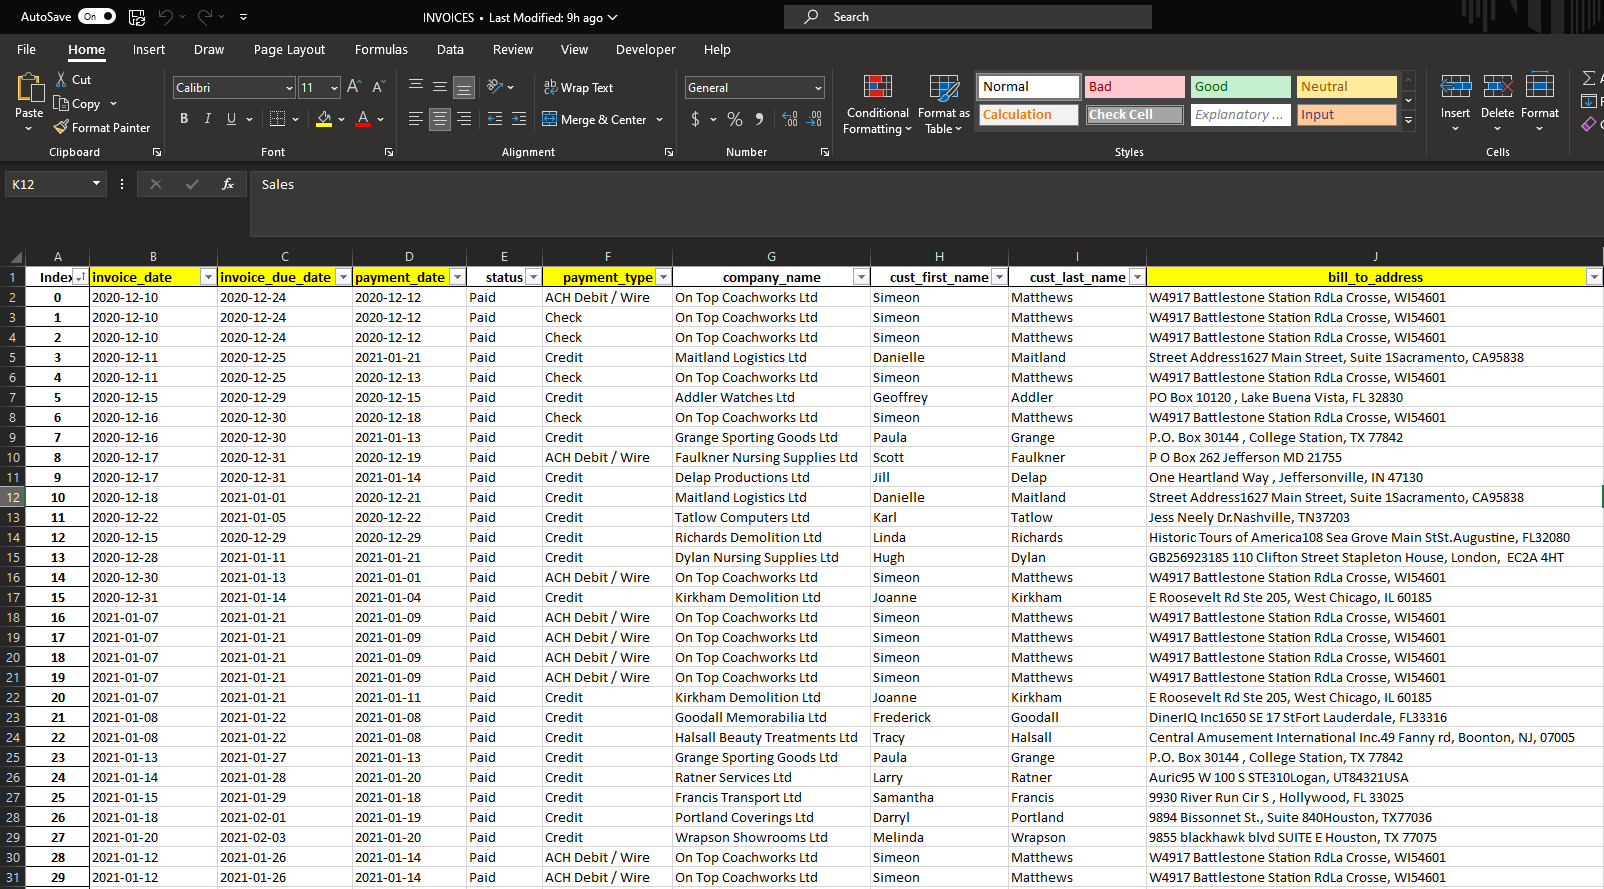 AutoSave On INVOICES • Last Modified: 9h ago Search
File Home Insert Draw Page Layout Formulas Data Review View Developer Help
Paste Cut Copy Format Painter Calibri 11 Wrap Text Merge & Center General Conditional Formatting Format as Table Normal Bad Good Neutral Calculation Check Cell Explanatory ... Input Insert Delete Format
Clipboard Font Alignment Number Styles Cells
K12 fx Sales
A B C D E F G H I J
1 Index invoice_date invoice_due_date payment_date status payment_type company_name cust_first_name cust_last_name bill_to_address
2 0 2020-12-10 2020-12-24 2020-12-12 Paid ACH Debit / Wire On Top Coachworks Ltd Simeon Matthews W4917 Battlestone Station RdLa Crosse, WI54601
3 1 2020-12-10 2020-12-24 2020-12-12 Paid Check On Top Coachworks Ltd Simeon Matthews W4917 Battlestone Station RdLa Crosse, WI54601
4 2 2020-12-10 2020-12-24 2020-12-12 Paid Check On Top Coachworks Ltd Simeon Matthews W4917 Battlestone Station RdLa Crosse, WI54601
5 3 2020-12-11 2020-12-25 2021-01-21 Paid Credit Maitland Logistics Ltd Danielle Maitland Street Address1627 Main Street, Suite 1Sacramento, CA95838
6 4 2020-12-11 2020-12-25 2020-12-13 Paid Check On Top Coachworks Ltd Simeon Matthews W4917 Battlestone Station RdLa Crosse, WI54601
7 5 2020-12-15 2020-12-29 2020-12-15 Paid Credit Addler Watches Ltd Geoffrey Addler PO Box 10120 , Lake Buena Vista, FL 32830
8 6 2020-12-16 2020-12-30 2020-12-18 Paid Check On Top Coachworks Ltd Simeon Matthews W4917 Battlestone Station RdLa Crosse, WI54601
9 7 2020-12-16 2020-12-30 2021-01-13 Paid Credit Grange Sporting Goods Ltd Paula Grange P.O. Box 30144 , College Station, TX 77842
10 8 2020-12-17 2020-12-31 2020-12-19 Paid ACH Debit / Wire Faulkner Nursing Supplies Ltd Scott Faulkner P O Box 262 Jefferson MD 21755
11 9 2020-12-17 2020-12-31 2021-01-14 Paid Credit Delap Productions Ltd Jill Delap One Heartland Way , Jeffersonville, IN 47130
12 10 2020-12-18 2021-01-01 2020-12-21 Paid Credit Maitland Logistics Ltd Danielle Maitland Street Address1627 Main Street, Suite 1Sacramento, CA95838
13 11 2020-12-22 2021-01-05 2020-12-22 Paid Credit Tatlow Computers Ltd Karl Tatlow Jess Neely Dr.Nashville, TN37203
14 12 2020-12-15 2020-12-29 2020-12-29 Paid Credit Richards Demolition Ltd Linda Richards Historic Tours of America108 Sea Grove Main StSt.Augustine, FL32080
15 13 2020-12-28 2021-01-11 2021-01-21 Paid Credit Dylan Nursing Supplies Ltd Hugh Dylan GB256923185 110 Clifton Street Stapleton House, London, EC2A 4HT
16 14 2020-12-30 2021-01-13 2021-01-01 Paid ACH Debit / Wire On Top Coachworks Ltd Simeon Matthews W4917 Battlestone Station RdLa Crosse, WI54601
17 15 2020-12-31 2021-01-14 2021-01-04 Paid Credit Kirkham Demolition Ltd Joanne Kirkham E Roosevelt Rd Ste 205, West Chicago, IL 60185
18 16 2021-01-07 2021-01-21 2021-01-09 Paid ACH Debit / Wire On Top Coachworks Ltd Simeon Matthews W4917 Battlestone Station RdLa Crosse, WI54601
19 17 2021-01-07 2021-01-21 2021-01-09 Paid ACH Debit / Wire On Top Coachworks Ltd Simeon Matthews W4917 Battlestone Station RdLa Crosse, WI54601
20 18 2021-01-07 2021-01-21 2021-01-09 Paid ACH Debit / Wire On Top Coachworks Ltd Simeon Matthews W4917 Battlestone Station RdLa Crosse, WI54601
21 19 2021-01-07 2021-01-21 2021-01-09 Paid ACH Debit / Wire On Top Coachworks Ltd Simeon Matthews W4917 Battlestone Station RdLa Crosse, WI54601
22 20 2021-01-07 2021-01-21 2021-01-11 Paid Credit Kirkham Demolition Ltd Joanne Kirkham E Roosevelt Rd Ste 205, West Chicago, IL 60185
23 21 2021-01-08 2021-01-22 2021-01-08 Paid Credit Goodall Memorabilia Ltd Frederick Goodall DinerIQ Inc1650 SE 17 StFort Lauderdale, FL33316
24 22 2021-01-08 2021-01-22 2021-01-08 Paid Credit Halsall Beauty Treatments Ltd Tracy Halsall Central Amusement International Inc.49 Fanny rd, Boonton, NJ, 07005
25 23 2021-01-13 2021-01-27 2021-01-13 Paid Credit Grange Sporting Goods Ltd Paula Grange P.O. Box 30144 , College Station, TX 77842
26 24 2021-01-14 2021-01-28 2021-01-20 Paid Credit Ratner Services Ltd Larry Ratner Auric95 W 100 S STE310Logan, UT84321USA
27 25 2021-01-15 2021-01-29 2021-01-18 Paid Credit Francis Transport Ltd Samantha Francis 9930 River Run Cir S , Hollywood, FL 33025
28 26 2021-01-18 2021-02-01 2021-01-19 Paid Credit Portland Coverings Ltd Darryl Portland 9894 Bissonnet St., Suite 840Houston, TX77036
29 27 2021-01-20 2021-02-03 2021-01-20 Paid Credit Wrapson Showrooms Ltd Melinda Wrapson 9855 blackhawk blvd SUITE E Houston, TX 77075
30 28 2021-01-12 2021-01-26 2021-01-14 Paid ACH Debit / Wire On Top Coachworks Ltd Simeon Matthews W4917 Battlestone Station RdLa Crosse, WI54601
31 29 2021-01-12 2021-01-26 2021-01-14 Paid ACH Debit / Wire On Top Coachworks Ltd Simeon Matthews W4917 Battlestone Station RdLa Crosse, WI54601